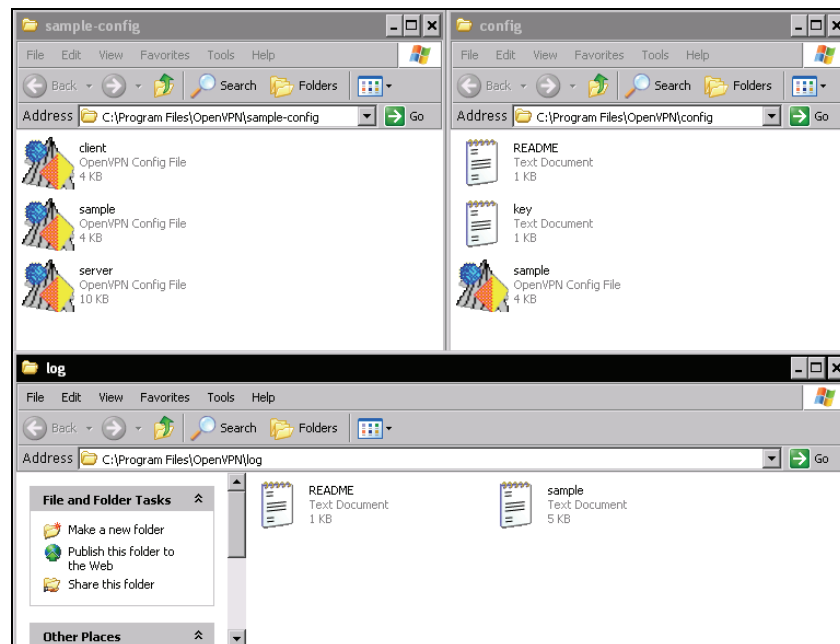 sample-config
File Edit View Favorites Tools Help
Back Search Folders
Address C:\Program Files\OpenVPN\sample-config Go
client
OpenVPN Config File
4 KB
sample
OpenVPN Config File
4 KB
server
OpenVPN Config File
10 KB
config
File Edit View Favorites Tools Help
Back Search Folders
Address C:\Program Files\OpenVPN\config Go
README
Text Document
1 KB
key
Text Document
1 KB
sample
OpenVPN Config File
4 KB
log
File Edit View Favorites Tools Help
Back Search Folders
Address C:\Program Files\OpenVPN\log Go
File and Folder Tasks
Make a new folder
Publish this folder to
the Web
Share this folder
Other Places
README
Text Document
1 KB
sample
Text Document
5 KB